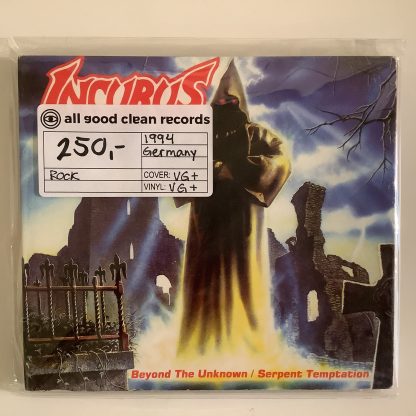 INCUBUS
all good clean records
250,-
1994
Germany
ROCK
COVER: VG+
VINYL: VG+
Beyond The Unknown / Serpent Temptation